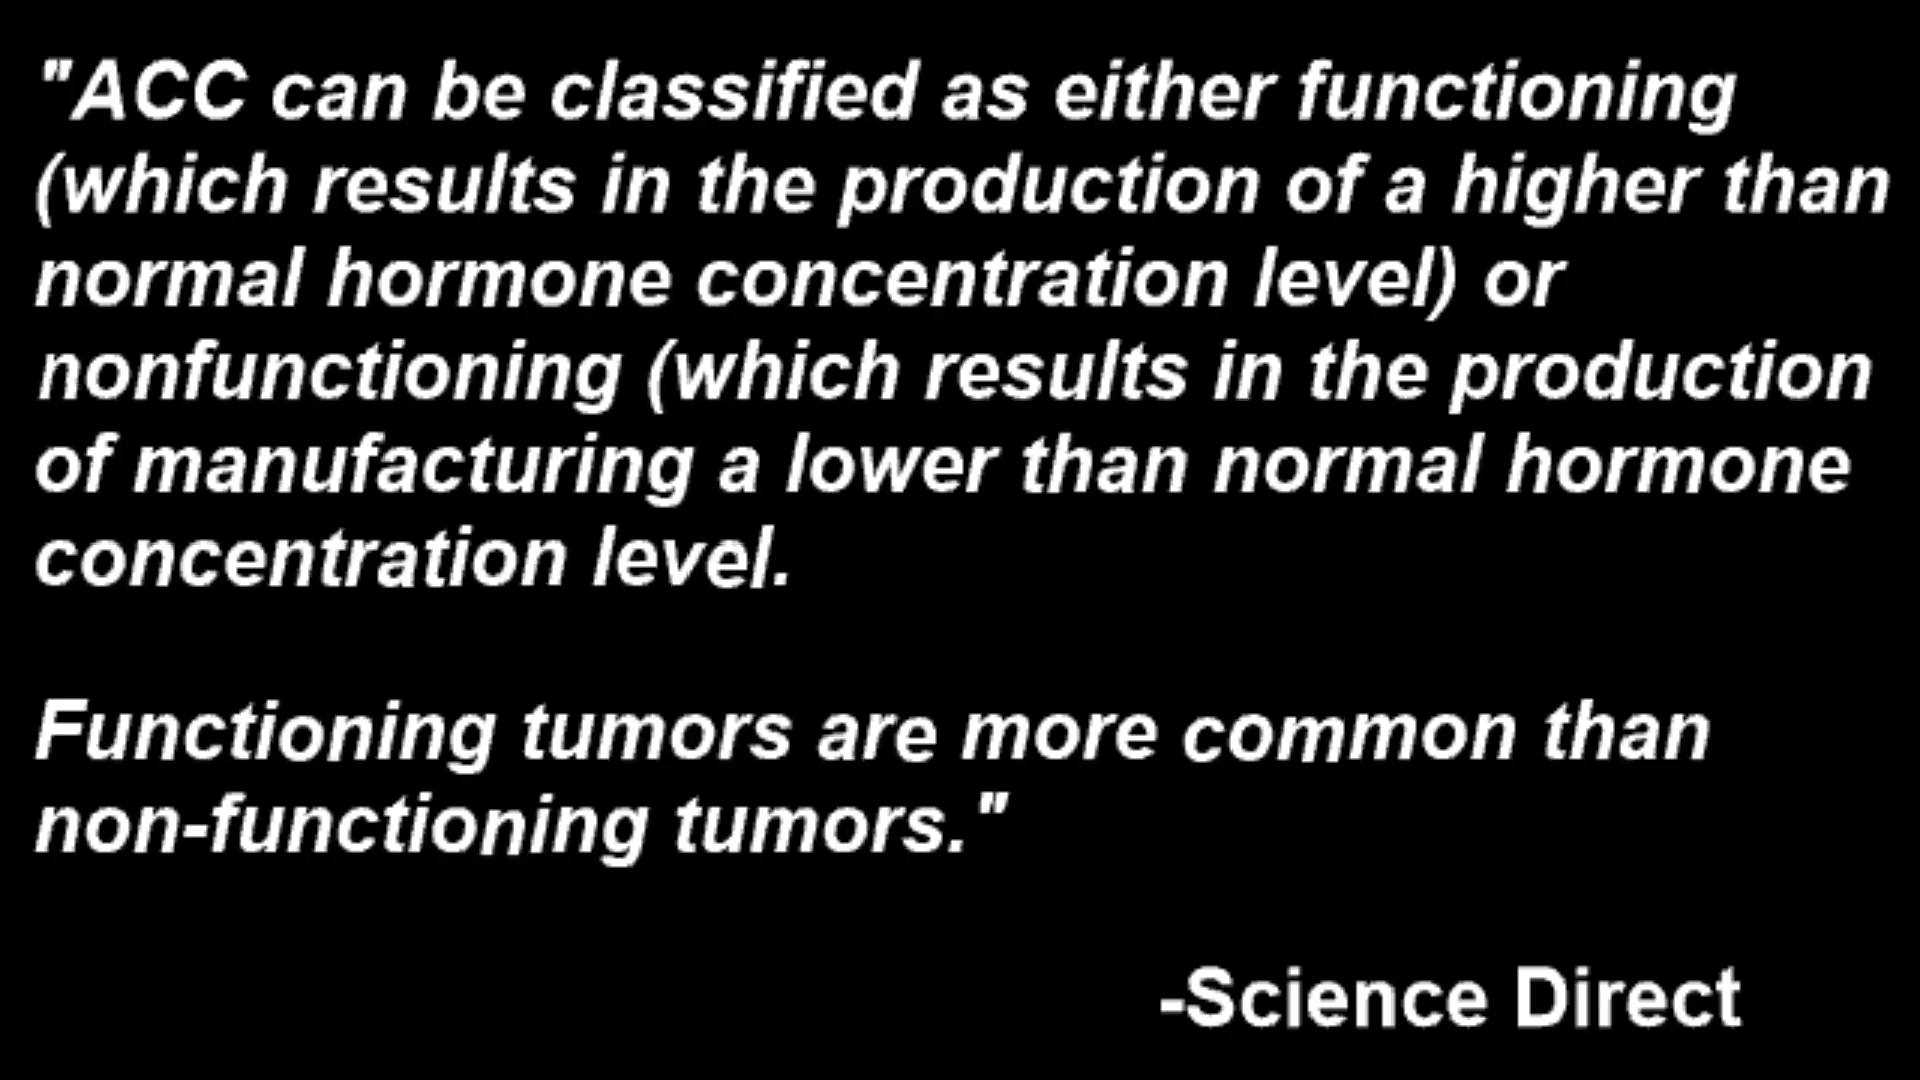 "ACC can be classified as either functioning
(which results in the production of a higher than
normal hormone concentration level) or
nonfunctioning (which results in the production
of manufacturing a lower than normal hormone
concentration level.
Functioning tumors are more common than
non-functioning tumors."
-Science Direct